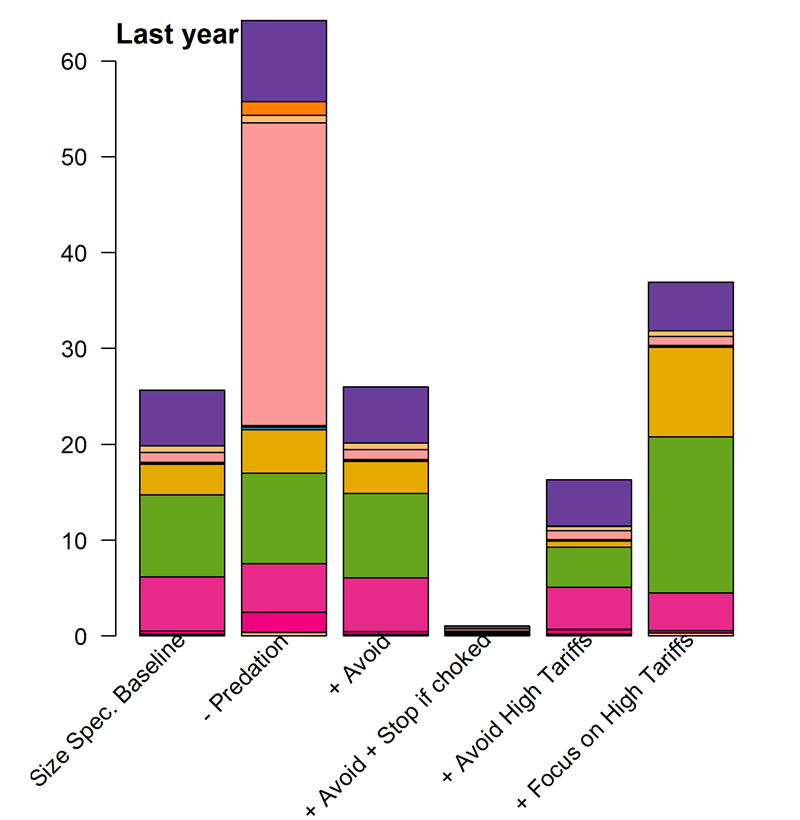 Last year
60
50
40
30
20
10
0
Size Spec. Baseline
- Predation
+ Avoid
+ Avoid + Stop if choked
+ Avoid High Tariffs
+ Focus on High Tariffs